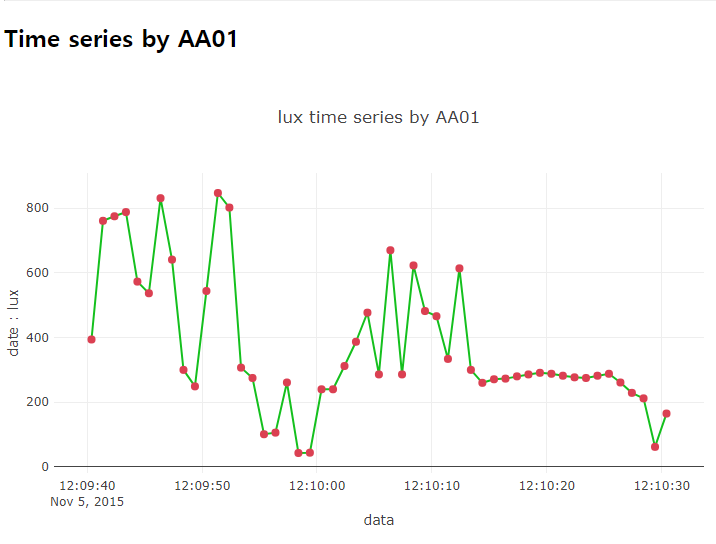 Time series by AA01
lux time series by AA01
date : lux
800
600
400
200
0
12:09:40
Nov 5, 2015
12:09:50
12:10:00
12:10:10
12:10:20
12:10:30
data